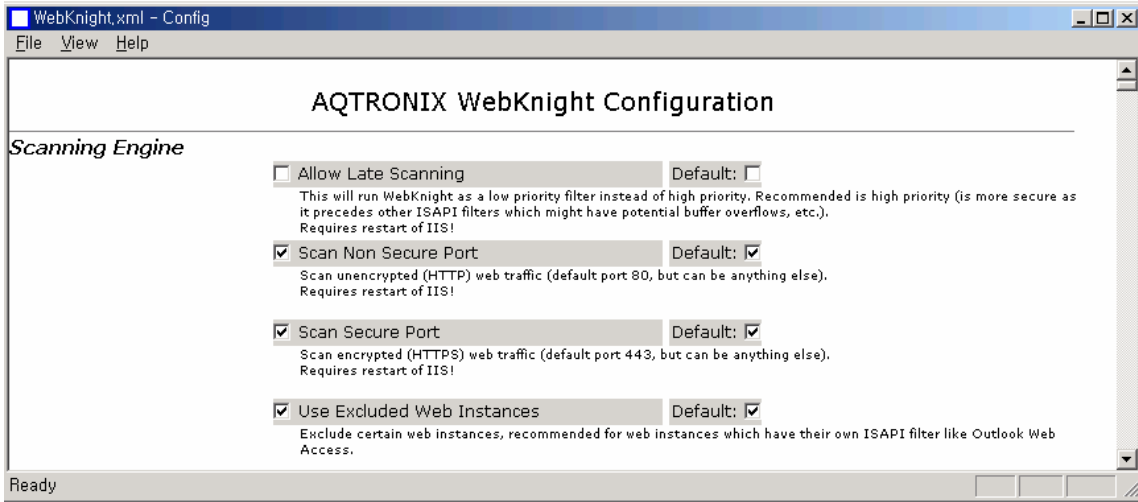 WebKnight.xml - Config
File View Help
AQTRONIX WebKnight Configuration
Scanning Engine
Allow Late Scanning Default:
This will run WebKnight as a low priority filter instead of high priority. Recommended is high priority (is more secure as
it precedes other ISAPI filters which might have potential buffer overflows, etc.).
Requires restart of IIS!
Scan Non Secure Port Default:
Scan unencrypted (HTTP) web traffic (default port 80, but can be anything else).
Requires restart of IIS!
Scan Secure Port Default:
Scan encrypted (HTTPS) web traffic (default port 443, but can be anything else).
Requires restart of IIS!
Use Excluded Web Instances Default:
Exclude certain web instances, recommended for web instances which have their own ISAPI filter like Outlook Web
Access.
Ready